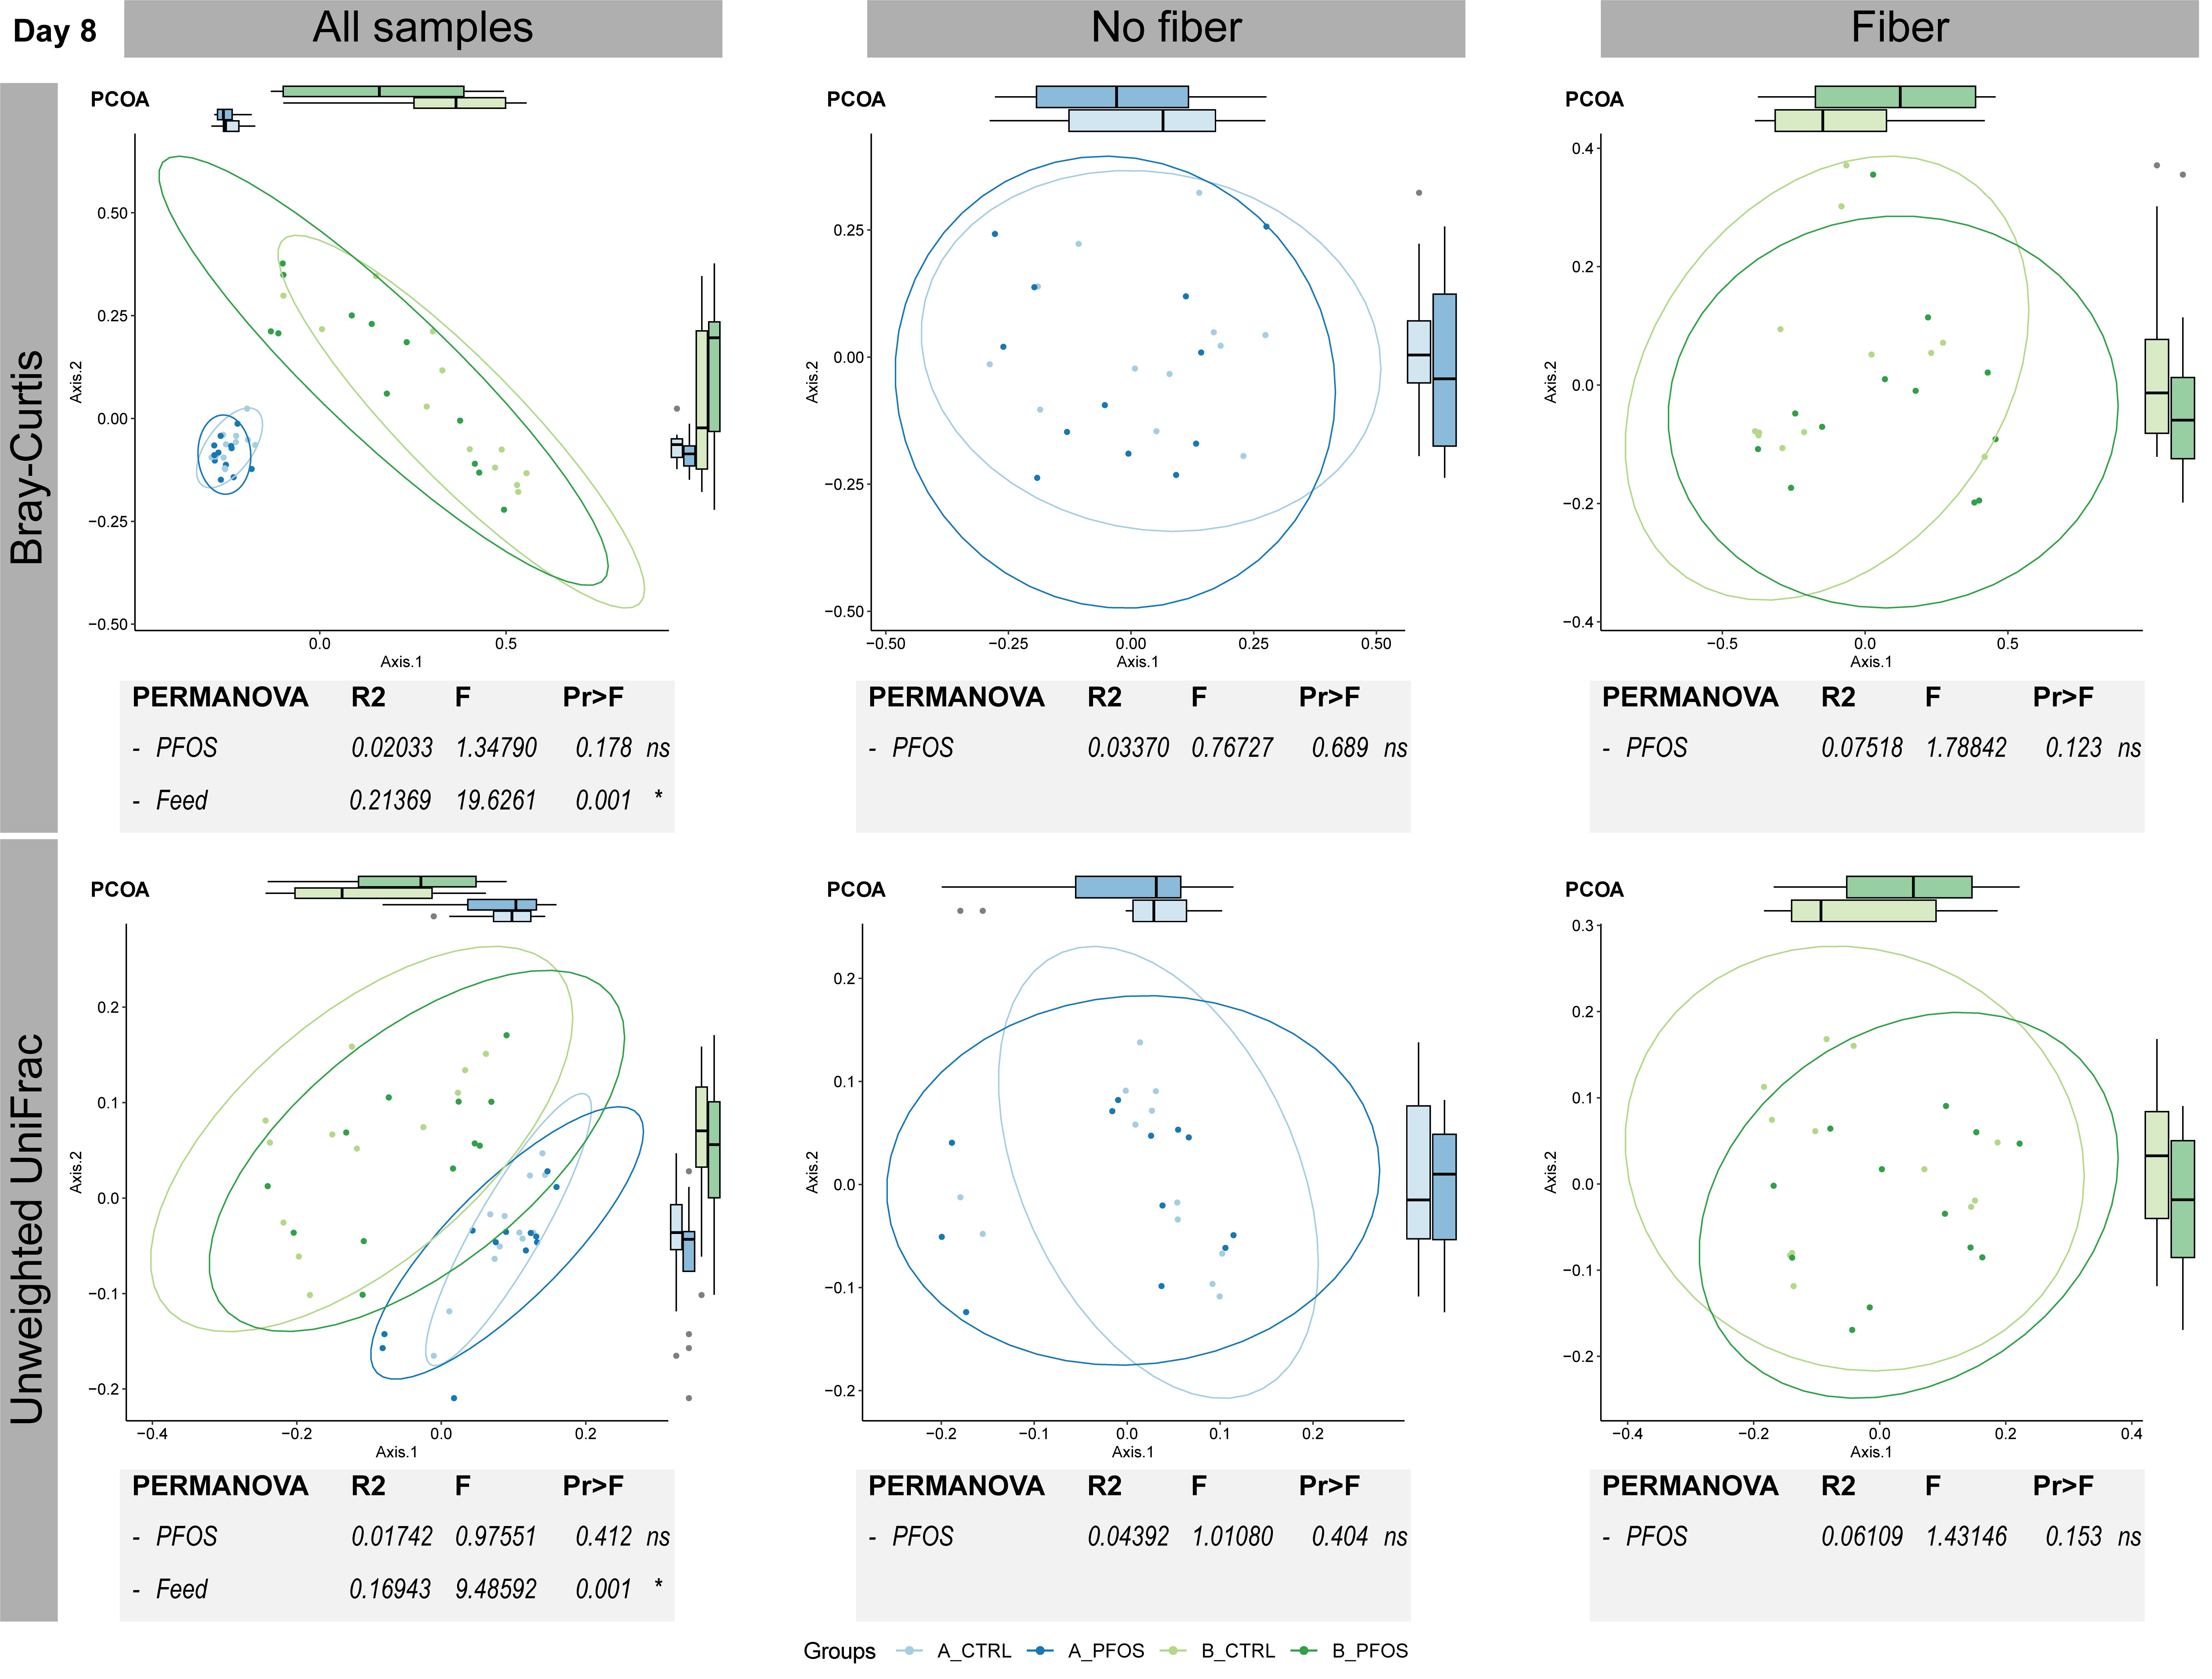 Day 8
All samples
No fiber
Fiber
Bray-Curtis
PCOA
0.50
0.25
0.00
−0.25
−0.50
Axis.2
0.0 0.5
Axis.1
PCOA
0.25
0.00
−0.25
−0.50
Axis.2
−0.50 −0.25 0.00 0.25 0.50
Axis.1
PCOA
0.4
0.2
0.0
−0.2
−0.4
Axis.2
−0.5 0.0 0.5
Axis.1
PERMANOVA R2 F Pr>F
- PFOS 0.02033 1.34790 0.178 ns
- Feed 0.21369 19.6261 0.001 *
PERMANOVA R2 F Pr>F
- PFOS 0.03370 0.76727 0.689 ns
PERMANOVA R2 F Pr>F
- PFOS 0.07518 1.78842 0.123 ns
Unweighted UniFrac
PCOA
0.2
0.1
0.0
−0.1
−0.2
Axis.2
−0.4 −0.2 0.0 0.2
Axis.1
PCOA
0.2
0.1
0.0
−0.1
−0.2
Axis.2
−0.2 −0.1 0.0 0.1 0.2
Axis.1
PCOA
0.3
0.2
0.1
0.0
−0.1
−0.2
Axis.2
−0.4 −0.2 0.0 0.2 0.4
Axis.1
PERMANOVA R2 F Pr>F
- PFOS 0.01742 0.97551 0.412 ns
- Feed 0.16943 9.48592 0.001 *
PERMANOVA R2 F Pr>F
- PFOS 0.04392 1.01080 0.404 ns
PERMANOVA R2 F Pr>F
- PFOS 0.06109 1.43146 0.153 ns
Groups A_CTRL A_PFOS B_CTRL B_PFOS